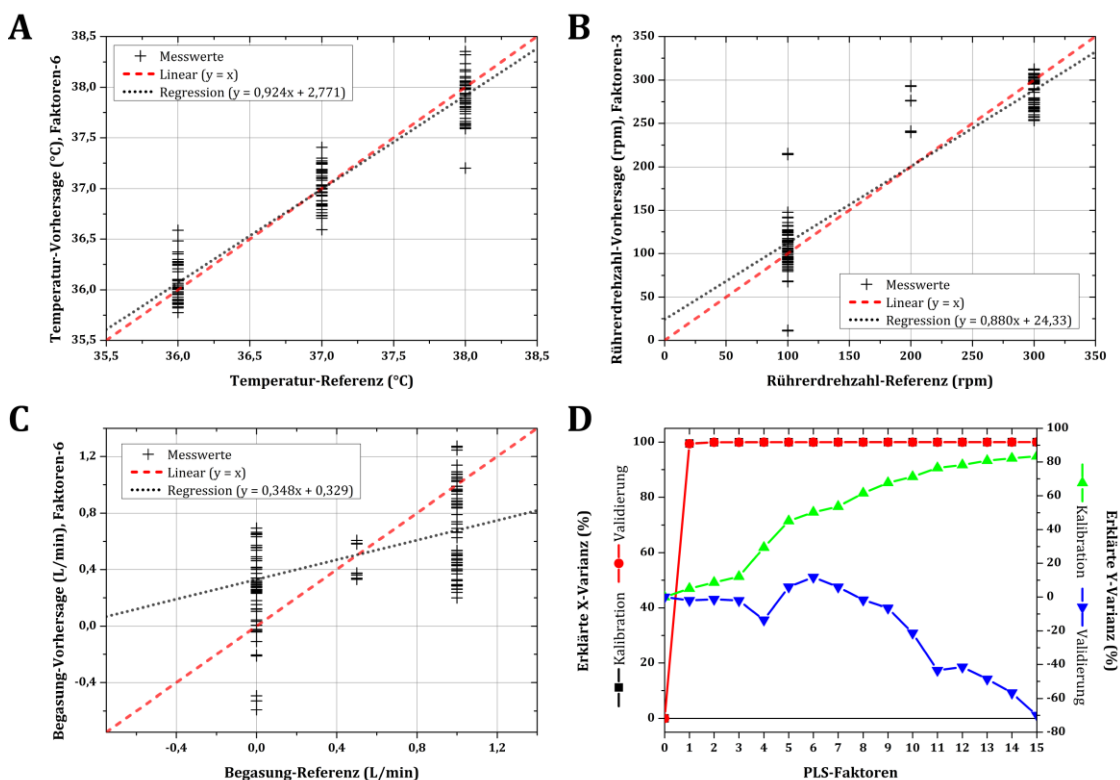 A
Temperatur-Vorhersage (°C), Faktoren-6
38,5
38,0
37,5
37,0
36,5
36,0
35,5
Messwerte
Linear (y = x)
Regression (y = 0,924x + 2,771)
35,5 36,0 36,5 37,0 37,5 38,0 38,5
Temperatur-Referenz (°C)
B
Rührerdrehzahl-Vorhersage (rpm), Faktoren-3
350
300
250
200
150
100
50
0
Messwerte
Linear (y = x)
Regression (y = 0,880x + 24,33)
0 50 100 150 200 250 300 350
Rührerdrehzahl-Referenz (rpm)
C
Begasung-Vorhersage (L/min), Faktoren-6
1,2
0,8
0,4
0,0
-0,4
Messwerte
Linear (y = x)
Regression (y = 0,348x + 0,329)
-0,4 0,0 0,4 0,8 1,2
Begasung-Referenz (L/min)
D
Erklärte X-Varianz (%)
Kalibration Validierung
100
80
60
40
20
0
100
80
60
40
20
0
-20
-40
-60
-80
Validierung Kalibration
Erklärte Y-Varianz (%)
0 1 2 3 4 5 6 7 8 9 10 11 12 13 14 15
PLS-Faktoren